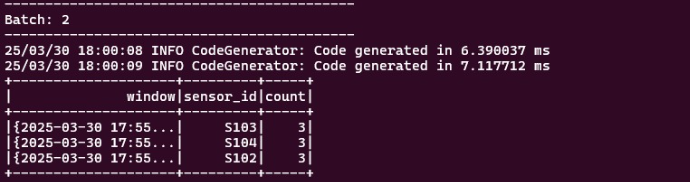 -------------------------------------------
Batch: 2
-------------------------------------------
25/03/30 18:00:08 INFO CodeGenerator: Code generated in 6.390037 ms
25/03/30 18:00:09 INFO CodeGenerator: Code generated in 7.117712 ms
+--------------------+---------+-----+
|              window|sensor_id|count|
+--------------------+---------+-----+
|{2025-03-30 17:55...|     S103|    3|
|{2025-03-30 17:55...|     S104|    3|
|{2025-03-30 17:55...|     S102|    3|
+--------------------+---------+-----+